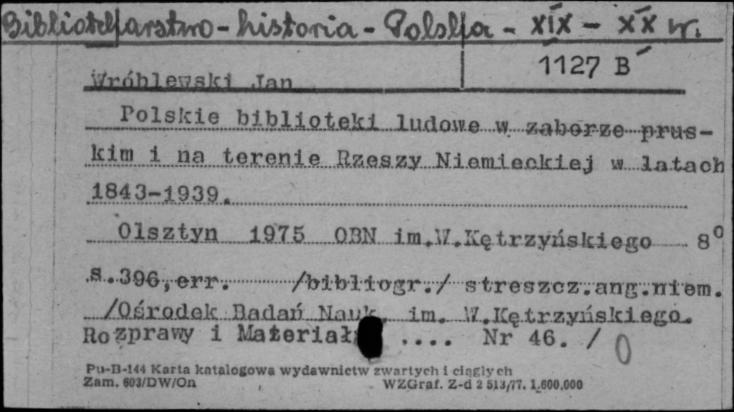 Bibliotekarstwo - historia - Polska - XIX - XX w.
1127 B
Wróblewski Jan
Polskie biblioteki ludowe w zaborze prus-
kim i na terenie Rzeszy Niemieckiej w latach
1843-1939.
Olsztyn 1975 OBN im.W.Kętrzyńskiego 8°
s.396,err. /bibliogr./ streszcz.ang.niem.
/Ośrodek Badań Nauk. im. W.Kętrzyńskiego.
Rozprawy i Materiał .... Nr 46. /
Pu-B-144 Karta katalogowa wydawnictw zwartych i ciągłych
Zam. 603/DW/On WZGraf. Z-d 2 513/77. 1.600.000